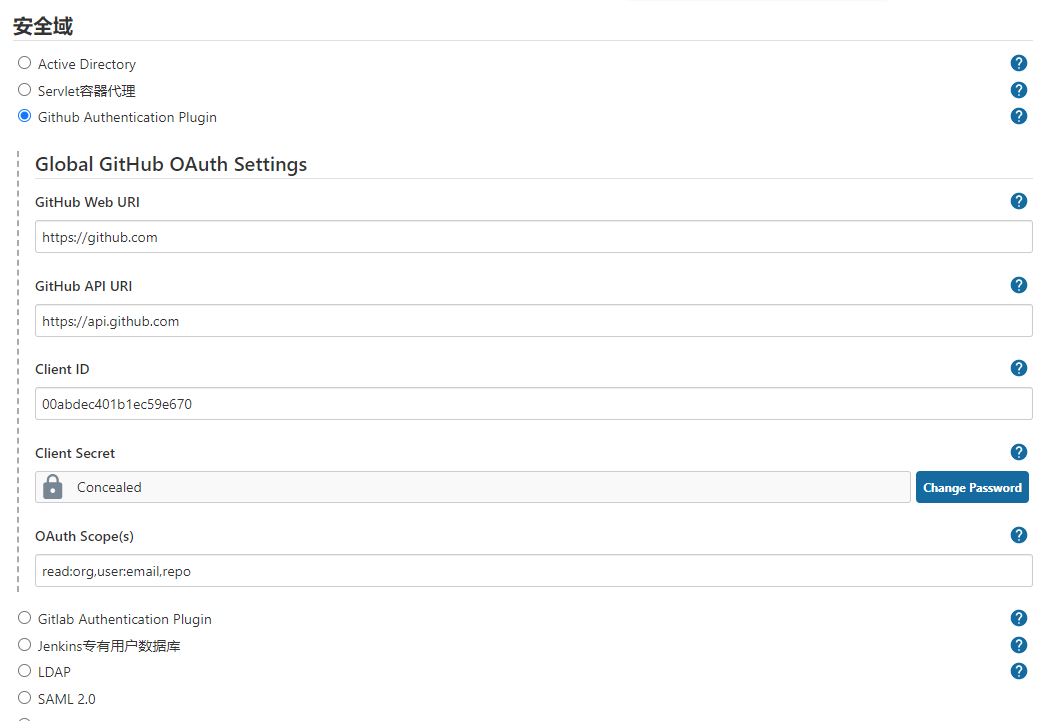 安全域
Active Directory
Servlet容器代理
Github Authentication Plugin
Global GitHub OAuth Settings
GitHub Web URI
https://github.com
GitHub API URI
https://api.github.com
Client ID
00abdec401b1ec59e670
Client Secret
Concealed
Change Password
OAuth Scope(s)
read:org,user:email,repo
Gitlab Authentication Plugin
Jenkins专有用户数据库
LDAP
SAML 2.0